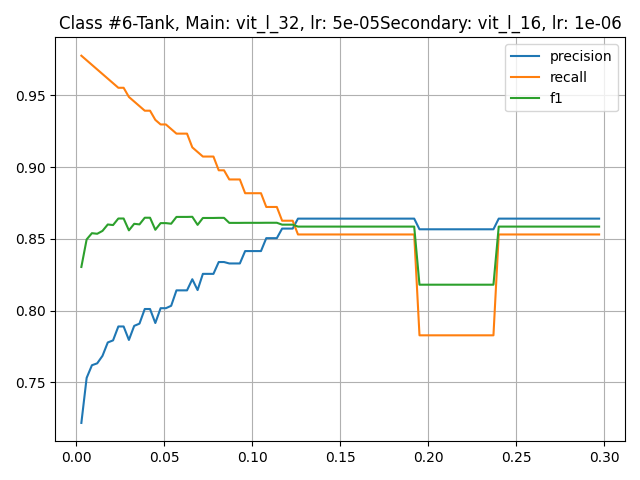 Class #6-Tank, Main: vit_l_32, lr: 5e-05Secondary: vit_l_16, lr: 1e-06
precision
recall
f1
0.95
0.90
0.85
0.80
0.75
0.00 0.05 0.10 0.15 0.20 0.25 0.30